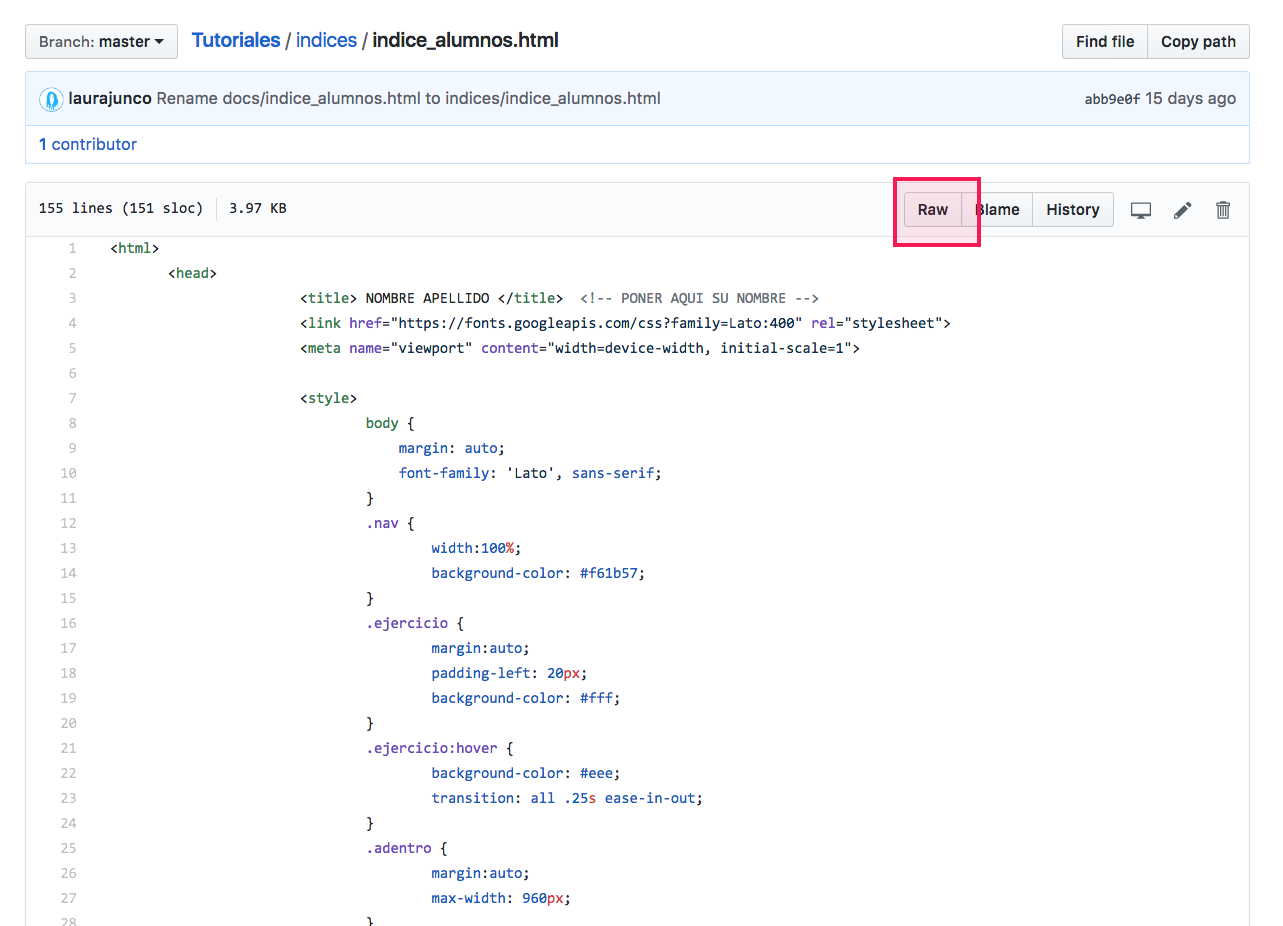 Branch: master
Tutoriales / indices / indice_alumnos.html
Find file Copy path
laurajunco Rename docs/indice_alumnos.html to indices/indice_alumnos.html abb9e0f 15 days ago
1 contributor
155 lines (151 sloc) 3.97 KB Raw Blame History
1 <html>
2 <head>
3 <title> NOMBRE APELLIDO </title> <!-- PONER AQUI SU NOMBRE -->
4 <link href="https://fonts.googleapis.com/css?family=Lato:400" rel="stylesheet">
5 <meta name="viewport" content="width=device-width, initial-scale=1">
6
7 <style>
8 body {
9 margin: auto;
10 font-family: 'Lato', sans-serif;
11 }
12 .nav {
13 width:100%;
14 background-color: #f61b57;
15 }
16 .ejercicio {
17 margin:auto;
18 padding-left: 20px;
19 background-color: #fff;
20 }
21 .ejercicio:hover {
22 background-color: #eee;
23 transition: all .25s ease-in-out;
24 }
25 .adentro {
26 margin:auto;
27 max-width: 960px;
28 }